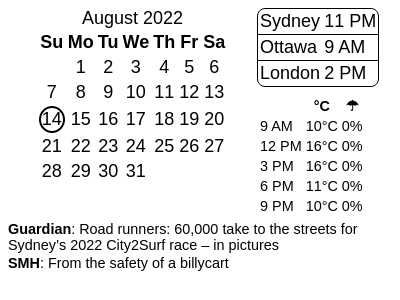 August 2022
Su Mo Tu We Th Fr Sa
1 2 3 4 5 6
7 8 9 10 11 12 13
14 15 16 17 18 19 20
21 22 23 24 25 26 27
28 29 30 31
Sydney 11 PM
Ottawa 9 AM
London 2 PM
°C ☂
9 AM 10°C 0%
12 PM 16°C 0%
3 PM 16°C 0%
6 PM 11°C 0%
9 PM 10°C 0%
Guardian: Road runners: 60,000 take to the streets for
Sydney’s 2022 City2Surf race – in pictures
SMH: From the safety of a billycart